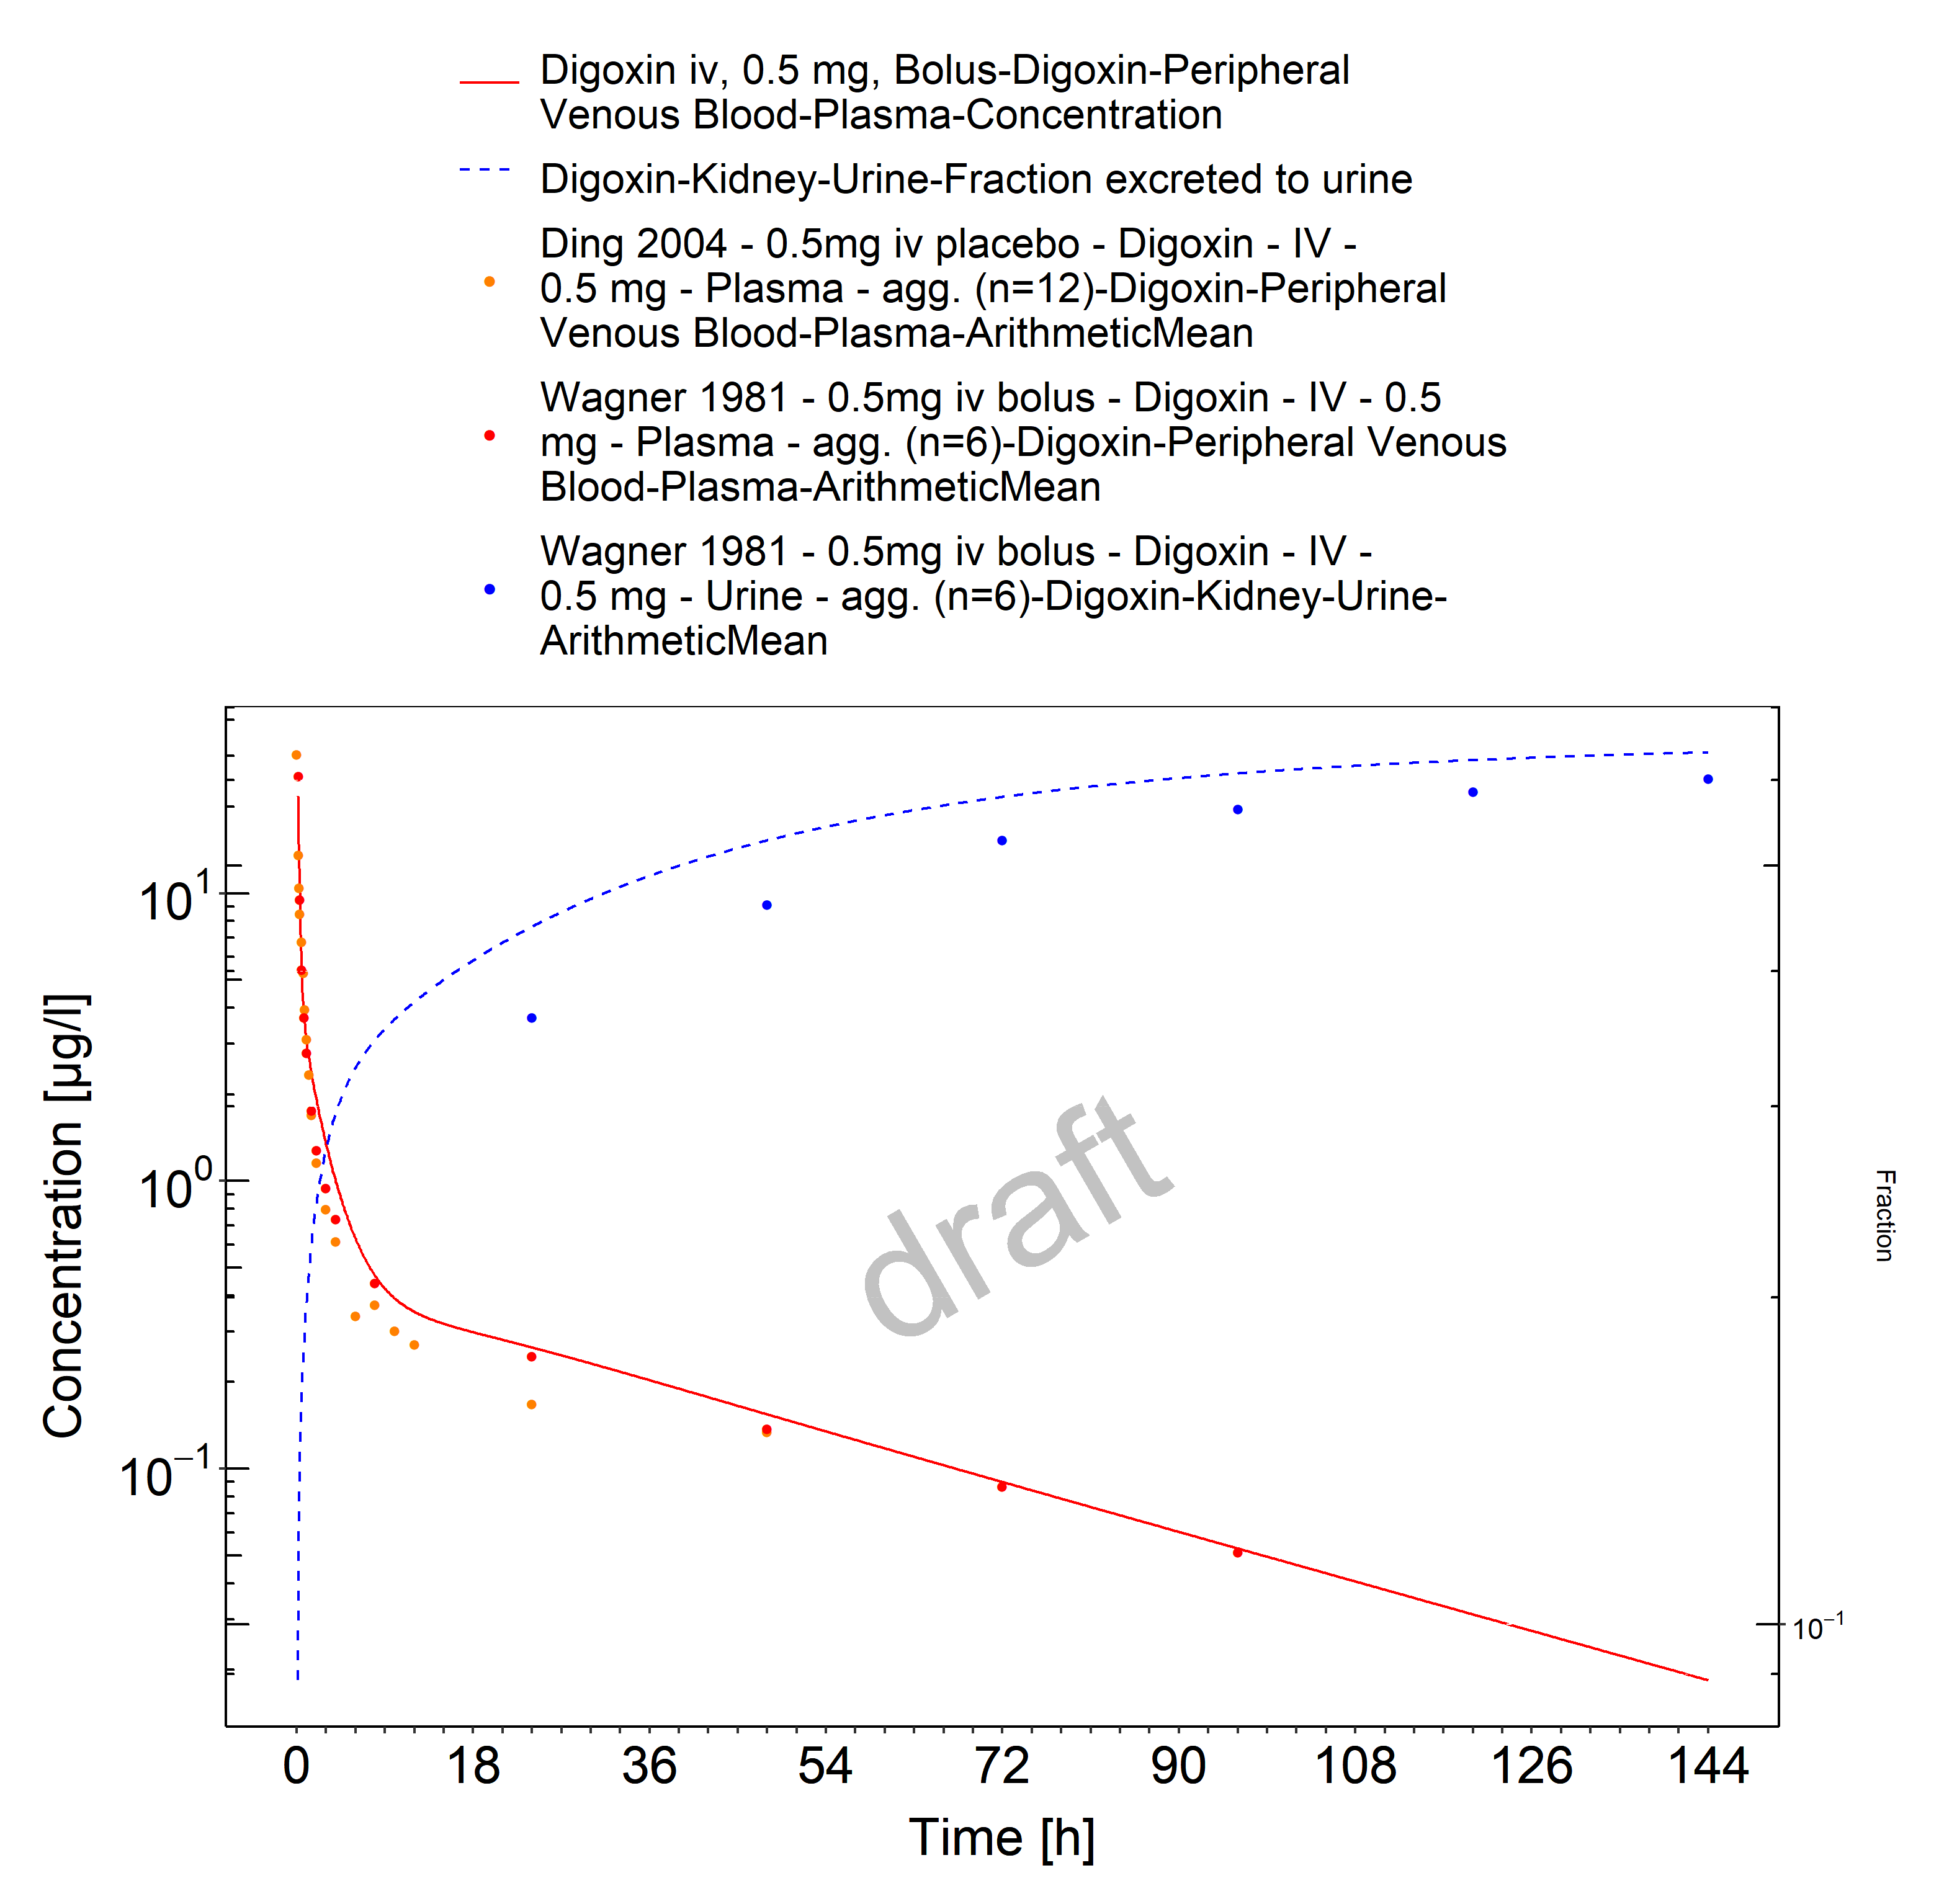 Digoxin iv, 0.5 mg, Bolus-Digoxin-Peripheral
Venous Blood-Plasma-Concentration
Digoxin-Kidney-Urine-Fraction excreted to urine
Ding 2004 - 0.5mg iv placebo - Digoxin - IV -
0.5 mg - Plasma - agg. (n=12)-Digoxin-Peripheral
Venous Blood-Plasma-ArithmeticMean
Wagner 1981 - 0.5mg iv bolus - Digoxin - IV - 0.5
mg - Plasma - agg. (n=6)-Digoxin-Peripheral Venous
Blood-Plasma-ArithmeticMean
Wagner 1981 - 0.5mg iv bolus - Digoxin - IV -
0.5 mg - Urine - agg. (n=6)-Digoxin-Kidney-Urine-
ArithmeticMean
Concentration [µg/l]
10¹
10⁰
10⁻¹
draft
Fraction
10⁻¹
0 18 36 54 72 90 108 126 144
Time [h]